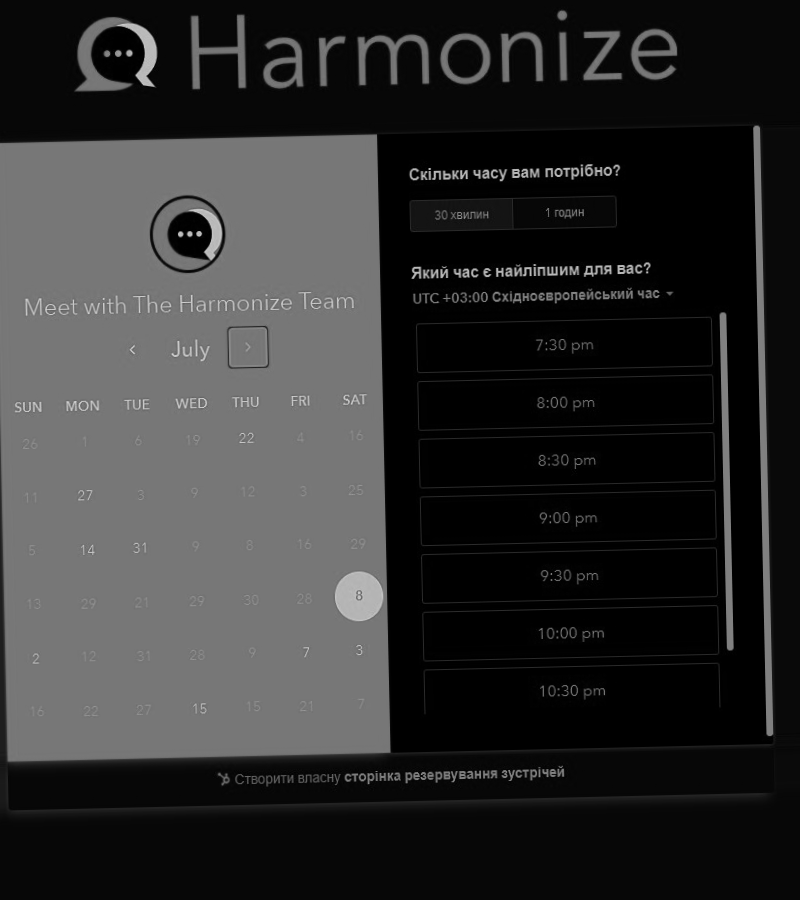 Harmonize
Meet with The Harmonize Team
July
SUN MON TUE WED THU FRI SAT
26 1 6 19 22 4 16
11 27 3 9 12 3 25
5 14 31 9 8 16 29
13 29 21 29 30 28 8
2 12 31 28 9 7 3
16 22 27 15 15 21 7
Скільки часу вам потрібно?
30 хвилин 1 годин
Який час є найліпшим для вас?
UTC +03:00 Східноєвропейський час
7:30 pm
8:00 pm
8:30 pm
9:00 pm
9:30 pm
10:00 pm
10:30 pm
Створити власну сторінка резервування зустрічей